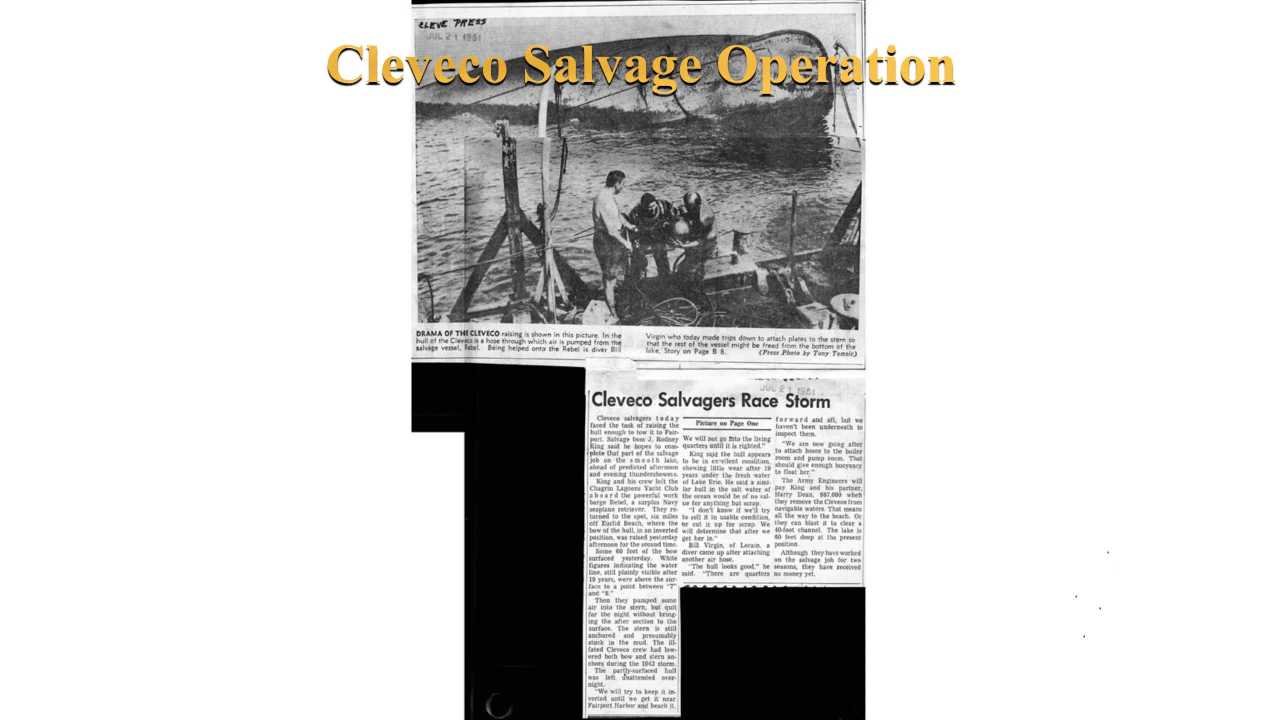 CLEVE PRESS
JUL 21 1961
Cleveco Salvage Operation
DRAMA OF THE CLEVECO raising is shown in this picture. In the
hull of the Cleveco is a hose through which air is pumped from the
salvage vessel, Rebel. Being helped onto the Rebel is diver Bill
Virgin who today made trips down to attach plates to the stem so
that the rest of the vessel might be freed from the bottom of the
lake, Story on Page B 8. (Press Photo by Tony Tomsic)
JUL 21 1961
Cleveco Salvagers Race Storm
Cleveco salvagers today
faced the task of raising the
hull enough to tow it to Fair-
port. Salvage boss J. Rodney
King said he hopes to com-
plete that part of the salvage
job on the smooth lake,
ahead of predicted afternoon
and evening thundershowers.
King and his crew left the
Chagrin Lagoons Yacht Club
aboard the powerful work
barge Rebel, a surplus Navy
seaplane retriever. They re-
turned to the spot, six miles
off Euclid Beach, where the
bow of the hull, in an inverted
position, was raised yesterday
afternoon for the second time.
Some 60 feet of the bow
surfaced yesterday. White
figures indicating the water
line, still plainly visible after
19 years, were above the sur-
face to a point between "7"
and "8."
Then they pumped some
air into the stern, but quit
for the night without bring-
ing the after section to the
surface. The stern is still
anchored and presumably
stuck in the mud. The ill-
fated Cleveco crew had low-
ered both bow and stern an-
chors during the 1942 storm.
The partly-surfaced hull
was left unattended over-
night.
"We will try to keep it in-
verted until we get it near
Fairport Harbor and beach it.
Picture on Page One
We will not go into the living
quarters until it is righted."
King said the hull appears
to be in excellent condition,
showing little wear after 19
years under the fresh water
of Lake Erie. He said a simi-
lar hull in the salt water of
the ocean would be of no val-
ue for anything but scrap.
"I don't know if we'll try
to sell it in usable condition,
or cut it up for scrap. We
will determine that after we
get her in."
Bill Virgin, of Lorain, a
diver came up after attaching
another air hose.
"The hull looks good," he
said. "There are quarters
forward and aft, but we
haven't been underneath to
inspect them.
"We are now going after
to attach hoses to the boiler
room and pump room. That
should give enough buoyancy
to float her."
The Army Engineers will
pay King and his partner,
Harry Dean, $87,000 when
they remove the Cleveco from
navigable waters. That means
all the way to the beach. Or
they can blast it to clear a
40-foot channel. The lake is
80 feet deep at the present
position.
Although they have worked
on the salvage job for two
seasons, they have received
no money yet.